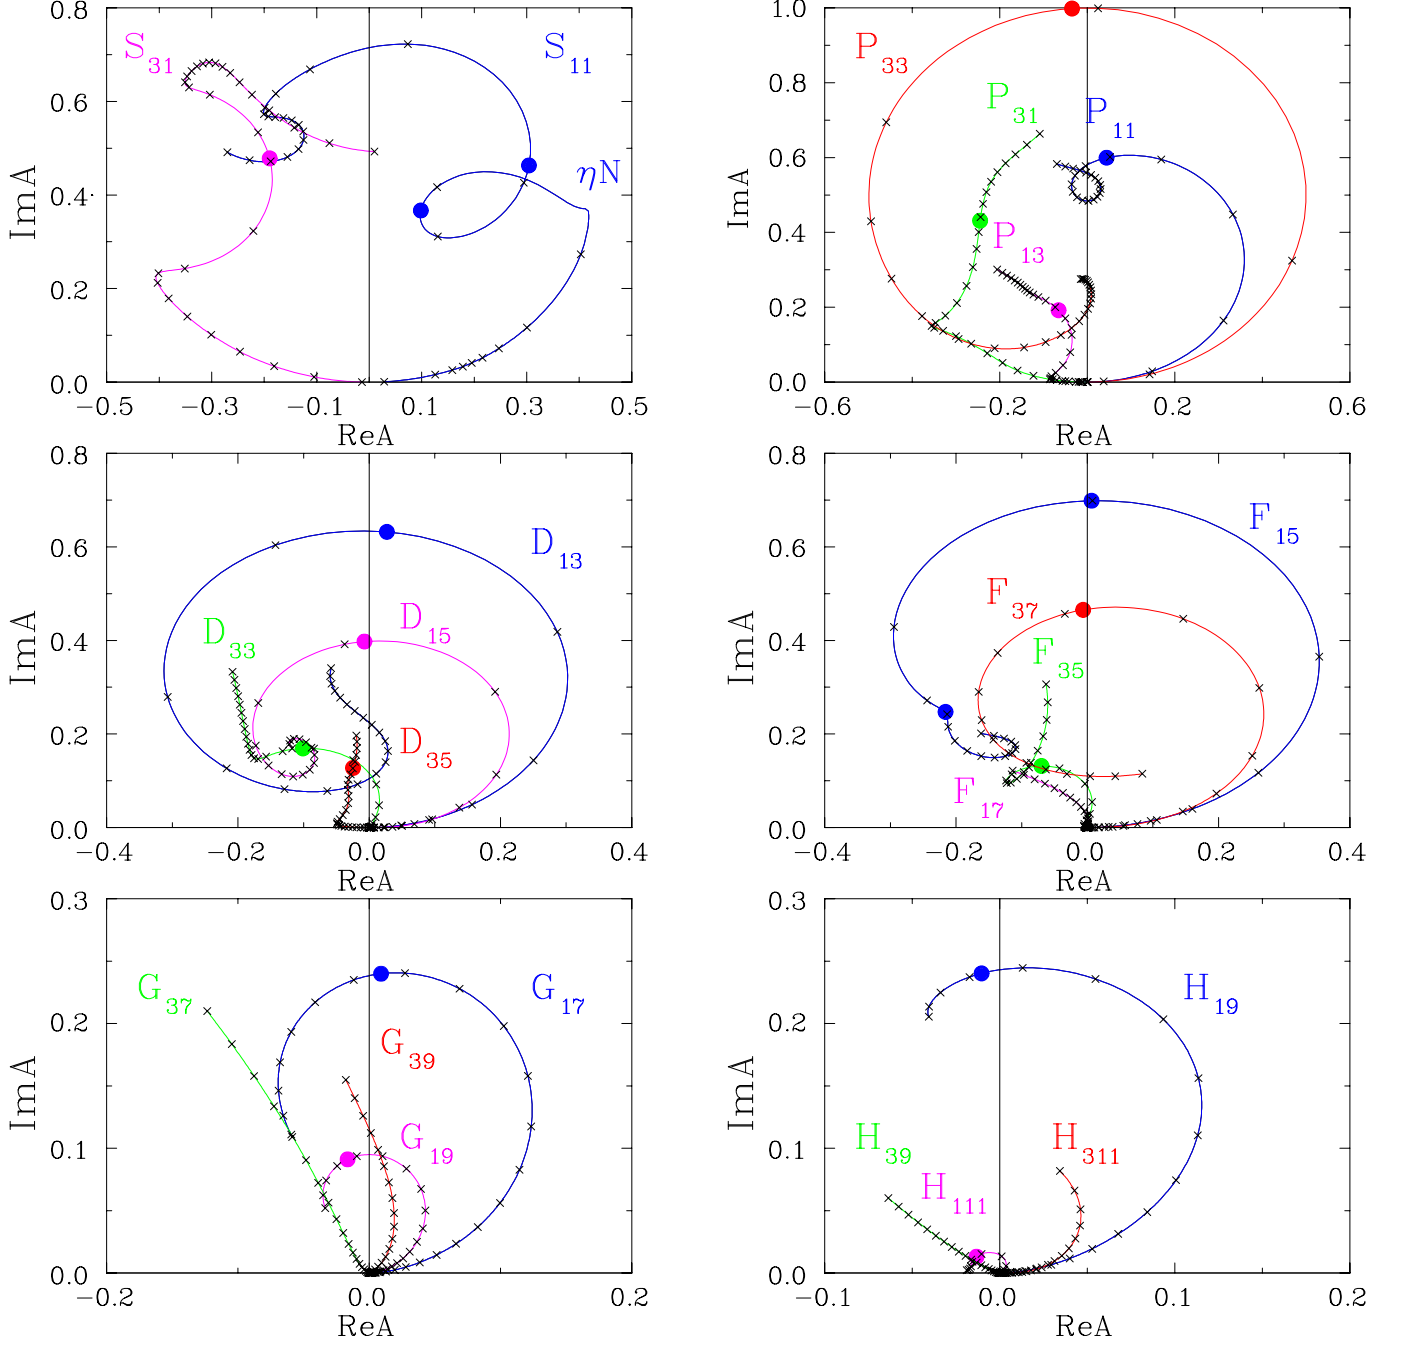 0.8
0.6
0.4
0.2
0.0
ImA
S31
S11
ηN
−0.5 −0.3 −0.1 0.1 0.3 0.5
ReA
1.0
0.8
0.6
0.4
0.2
0.0
ImA
P33
P31
P11
P13
−0.6 −0.2 0.2 0.6
ReA
0.8
0.6
0.4
0.2
0.0
ImA
D13
D15
D33
D35
−0.4 −0.2 0.0 0.2 0.4
ReA
0.8
0.6
0.4
0.2
0.0
ImA
F15
F37
F35
F17
−0.4 −0.2 0.0 0.2 0.4
ReA
0.3
0.2
0.1
0.0
ImA
G37
G17
G39
G19
−0.2 0.0 0.2
ReA
0.3
0.2
0.1
0.0
ImA
H19
H39
H311
H111
−0.1 0.0 0.1 0.2
ReA